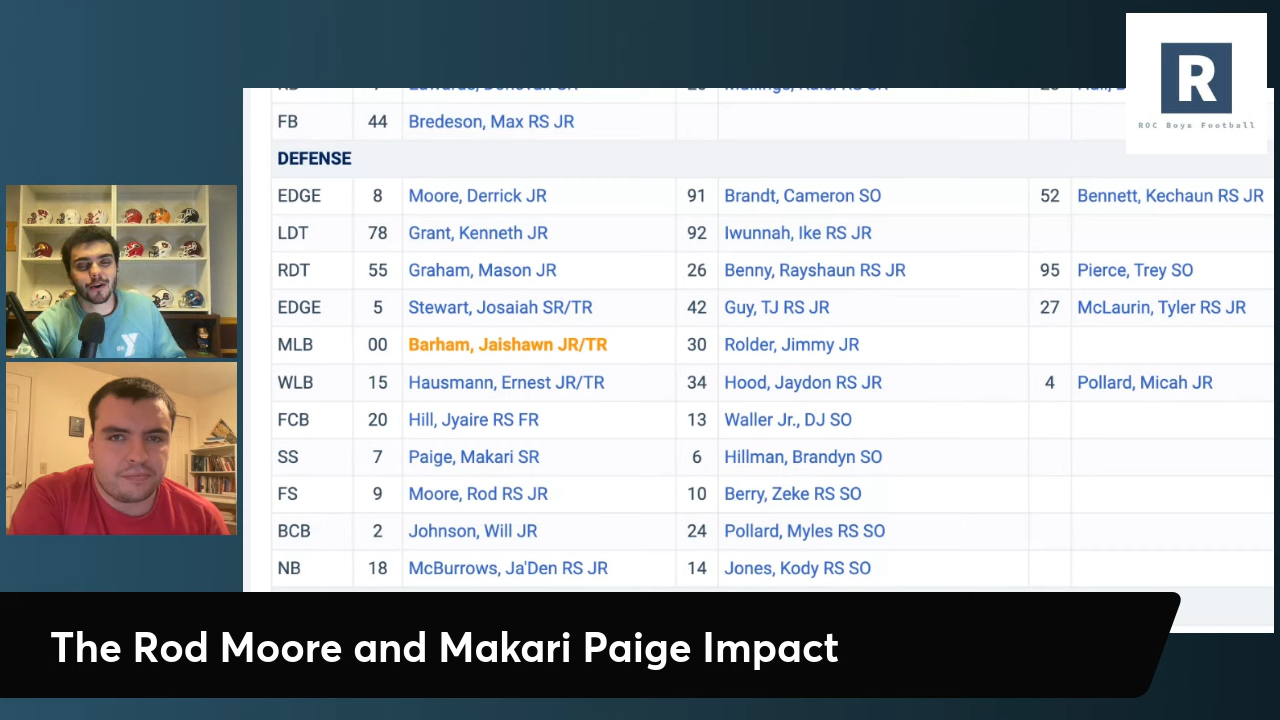 R
ROC Boys Football
FB 44 Bredeson, Max RS JR
DEFENSE
EDGE 8 Moore, Derrick JR 91 Brandt, Cameron SO 52 Bennett, Kechaun RS JR
LDT 78 Grant, Kenneth JR 92 Iwunnah, Ike RS JR
RDT 55 Graham, Mason JR 26 Benny, Rayshaun RS JR 95 Pierce, Trey SO
EDGE 5 Stewart, Josaiah SR/TR 42 Guy, TJ RS JR 27 McLaurin, Tyler RS JR
MLB 00 Barham, Jaishawn JR/TR 30 Rolder, Jimmy JR
WLB 15 Hausmann, Ernest JR/TR 34 Hood, Jaydon RS JR 4 Pollard, Micah JR
FCB 20 Hill, Jyaire RS FR 13 Waller Jr., DJ SO
SS 7 Paige, Makari SR 6 Hillman, Brandyn SO
FS 9 Moore, Rod RS JR 10 Berry, Zeke RS SO
BCB 2 Johnson, Will JR 24 Pollard, Myles RS SO
NB 18 McBurrows, Ja'Den RS JR 14 Jones, Kody RS SO
The Rod Moore and Makari Paige Impact